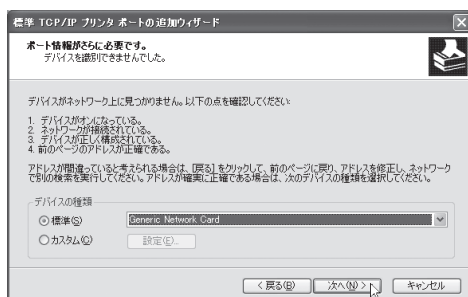 標準 TCP/IP プリンタ ポートの追加ウィザード
ポート情報がさらに必要です。
デバイスを識別できませんでした。
デバイスがネットワーク上に見つかりません。以下の点を確認してください:
1. デバイスがオンになっている。
2. ネットワークが接続されている。
3. デバイスが正しく構成されている。
4. 前のページのアドレスが正確である。
アドレスが間違っていると考えられる場合は、[戻る] をクリックして、前のページに戻り、アドレスを修正し、ネットワーク
で別の検索を実行してください。アドレスが確実に正確である場合は、次のデバイスの種類を選択してください。
デバイスの種類
標準(S)
Generic Network Card
カスタム(C)
設定(E)...
< 戻る(B)
次へ(N) >
キャンセル